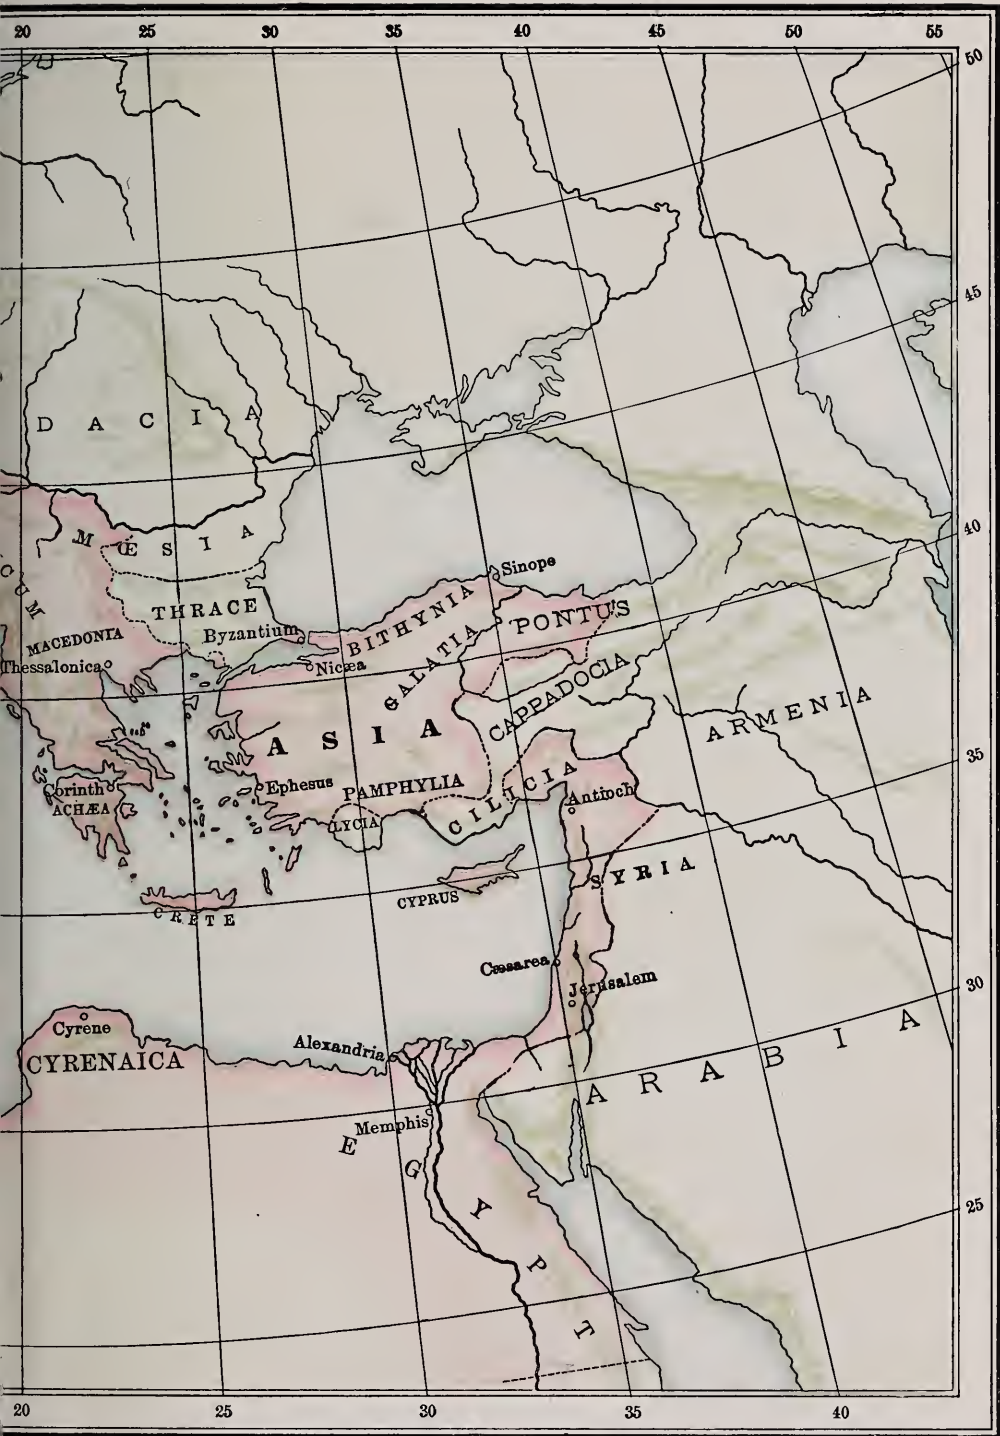 20 25 30 35 40 45 50 55
50
45
40
35
30
25
DACIA
MŒSIA
CUM
THRACE
MACEDONIA
Byzantium
Thessalonica
Nicæa
BITHYNIA
Sinope
PONTUS
GALATIA
CAPPADOCIA
ARMENIA
ASIA
Ephesus
PAMPHYLIA
LYCIA
CILICIA
Antioch
Corinth
ACHÆA
SYRIA
CYPRUS
CRETE
Cæsarea
Jerusalem
Cyrene
CYRENAICA
Alexandria
Memphis
EGYPT
ARABIA
20 25 30 35 40